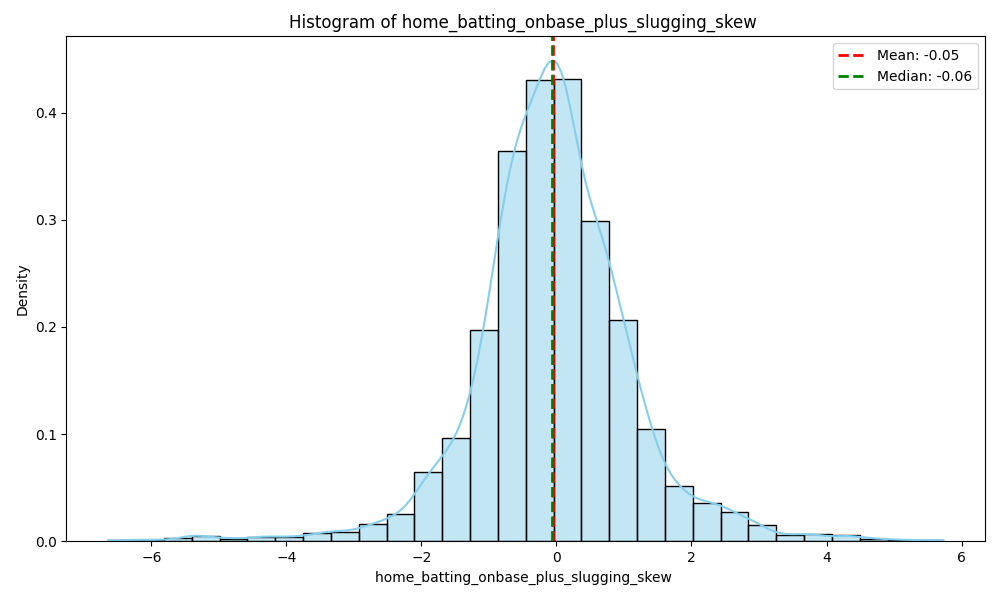 Histogram of home_batting_onbase_plus_slugging_skew
Mean: -0.05
Median: -0.06
Density
0.4
0.3
0.2
0.1
0.0
−6
−4
−2
0
2
4
6
home_batting_onbase_plus_slugging_skew